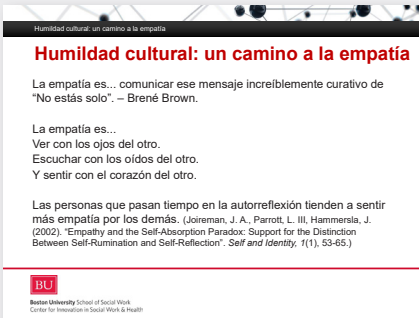 Humildad cultural: un camino a la empatía
Humildad cultural: un camino a la empatía
La empatía es... comunicar ese mensaje increíblemente curativo de
“No estás solo”. – Brené Brown.
La empatía es...
Ver con los ojos del otro.
Escuchar con los oídos del otro.
Y sentir con el corazón del otro.
Las personas que pasan tiempo en la autorreflexión tienden a sentir
más empatía por los demás. (Joireman, J. A., Parrott, L. III, Hammersla, J.
(2002). “Empathy and the Self-Absorption Paradox: Support for the Distinction
Between Self-Rumination and Self-Reflection”. Self and Identity, 1(1), 53-65.)
BU
Boston University School of Social Work
Center for Innovation in Social Work & Health